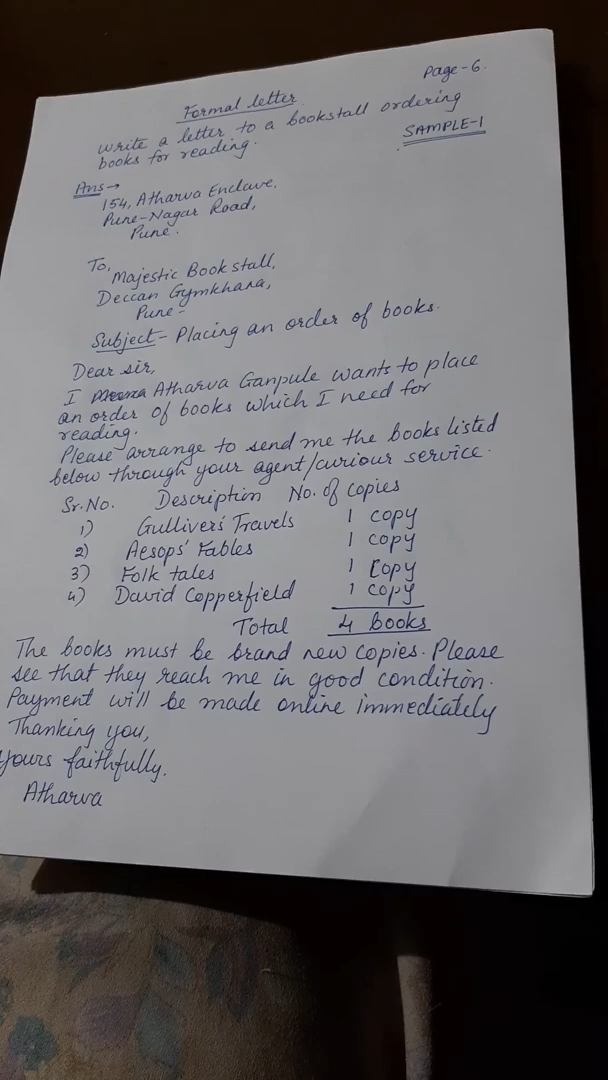 Page-6.
Formal letter
Write a letter to a bookstall ordering
books for reading.
SAMPLE-1
Ans→
154, Atharva Enclave,
Pune-Nagar Road,
Pune.
To,
Majestic Book stall,
Deccan Gymkhana,
Pune-
Subject- Placing an order of books.
Dear sir,
I Atharva Ganpule wants to place
an order of books which I need for
reading.
Please arrange to send me the books listed
below through your agent/curious service.
Sr.No. Description No. of copies
1) Gulliver's Travels 1 copy
2) Aesops' Fables 1 copy
3) Folk tales 1 copy
4) David Copperfield 1 copy
Total 4 books
The books must be brand new copies. Please
see that they reach me in good condition.
Payment will be made online immediately
Thanking you,
Yours faithfully.
Atharva